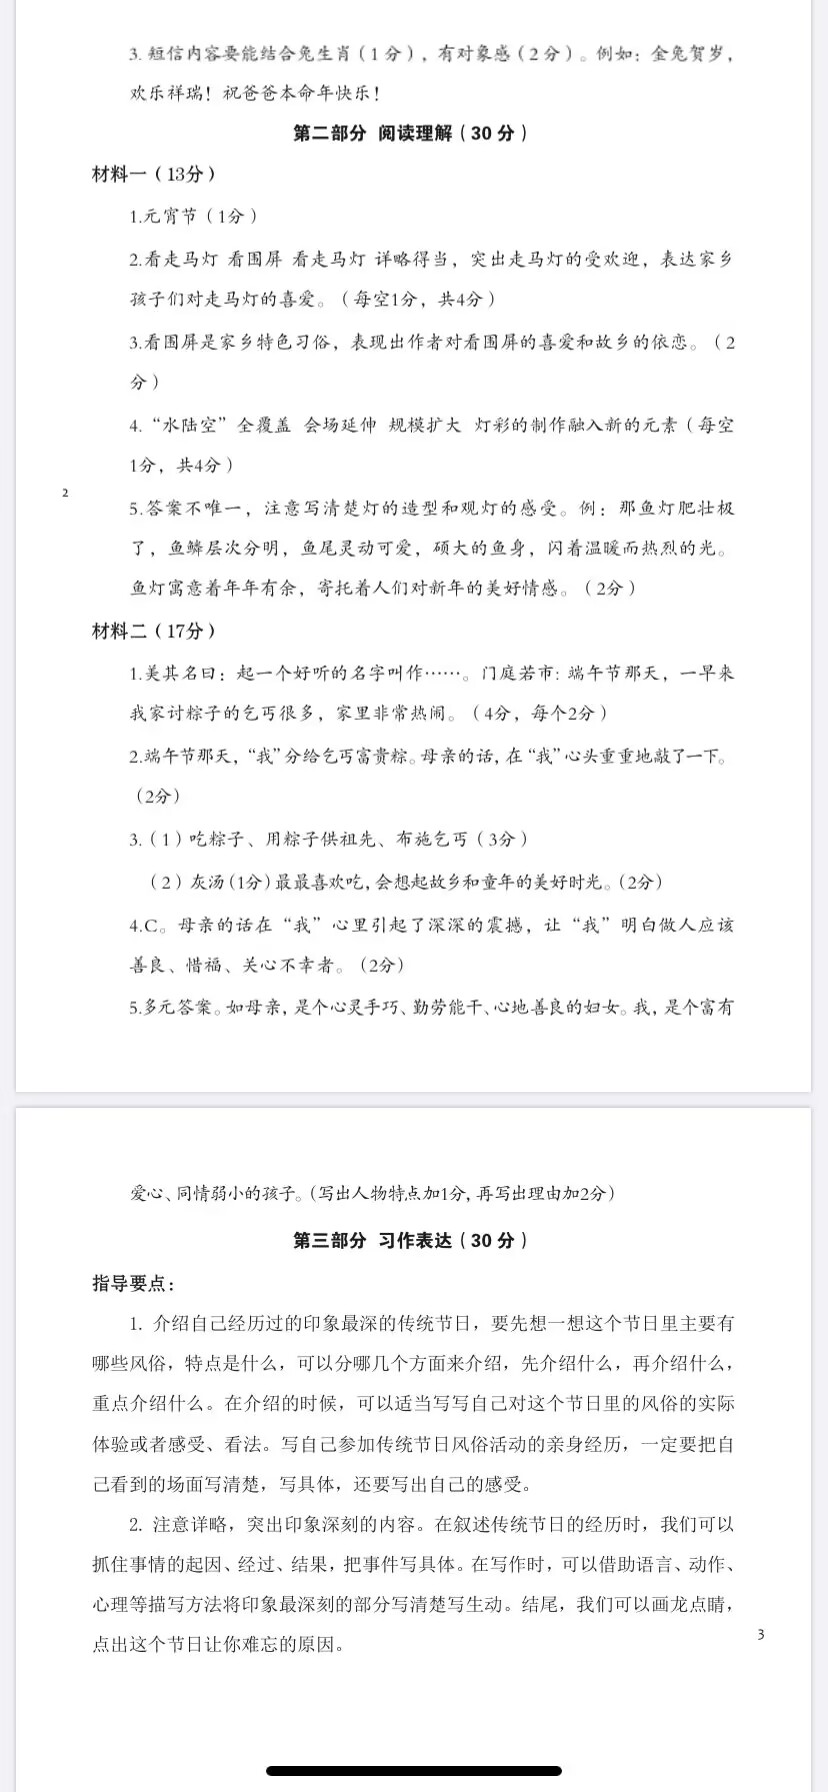 3. 短信内容要能结合兔生肖（1分），有对象感（2分）。例如：金兔贺岁，
欢乐祥瑞！祝爸爸本命年快乐！
第二部分 阅读理解（30分）
材料一（13分）
1.元宵节（1分）
2.看走马灯 看围屏 看走马灯 详略得当，突出走马灯的受欢迎，表达家乡
孩子们对走马灯的喜爱。（每空1分，共4分）
3.看围屏是家乡特色习俗，表现出作者对看围屏的喜爱和故乡的依恋。（2
分）
4.“水陆空”全覆盖 会场延伸 规模扩大 灯彩的制作融入新的元素（每空
1分，共4分）
2
5.答案不唯一，注意写清楚灯的造型和观灯的感受。例：那鱼灯肥壮极
了，鱼鳞层次分明，鱼尾灵动可爱，硕大的鱼身，闪着温暖而热烈的光。
鱼灯寓意着年年有余，寄托着人们对新年的美好情感。（2分）
材料二（17分）
1.美其名曰：起一个好听的名字叫作……。门庭若市：端午节那天，一早来
我家讨粽子的乞丐很多，家里非常热闹。（4分，每个2分）
2.端午节那天，“我”分给乞丐富贵粽。母亲的话，在“我”心头重重地敲了一下。
（2分）
3.（1）吃粽子、用粽子供祖先、布施乞丐（3分）
（2）灰汤（1分）最最喜欢吃，会想起故乡和童年的美好时光。（2分）
4.C。母亲的话在“我”心里引起了深深的震撼，让“我”明白做人应该
善良、惜福、关心不幸者。（2分）
5.多元答案。如母亲，是个心灵手巧、勤劳能干、心地善良的妇女。我，是个富有
爱心、同情弱小的孩子。（写出人物特点加1分，再写出理由加2分）
第三部分 习作表达（30分）
指导要点：
1. 介绍自己经历过的印象最深的传统节日，要先想一想这个节日里主要有
哪些风俗，特点是什么，可以分哪几个方面来介绍，先介绍什么，再介绍什么，
重点介绍什么。在介绍的时候，可以适当写写自己对这个节日里的风俗的实际
体验或者感受、看法。写自己参加传统节日风俗活动的亲身经历，一定要把自
己看到的场面写清楚，写具体，还要写出自己的感受。
2. 注意详略，突出印象深刻的内容。在叙述传统节日的经历时，我们可以
抓住事情的起因、经过、结果，把事件写具体。在写作时，可以借助语言、动作、
心理等描写方法将印象最深刻的部分写清楚写生动。结尾，我们可以画龙点睛，
点出这个节日让你难忘的原因。
3